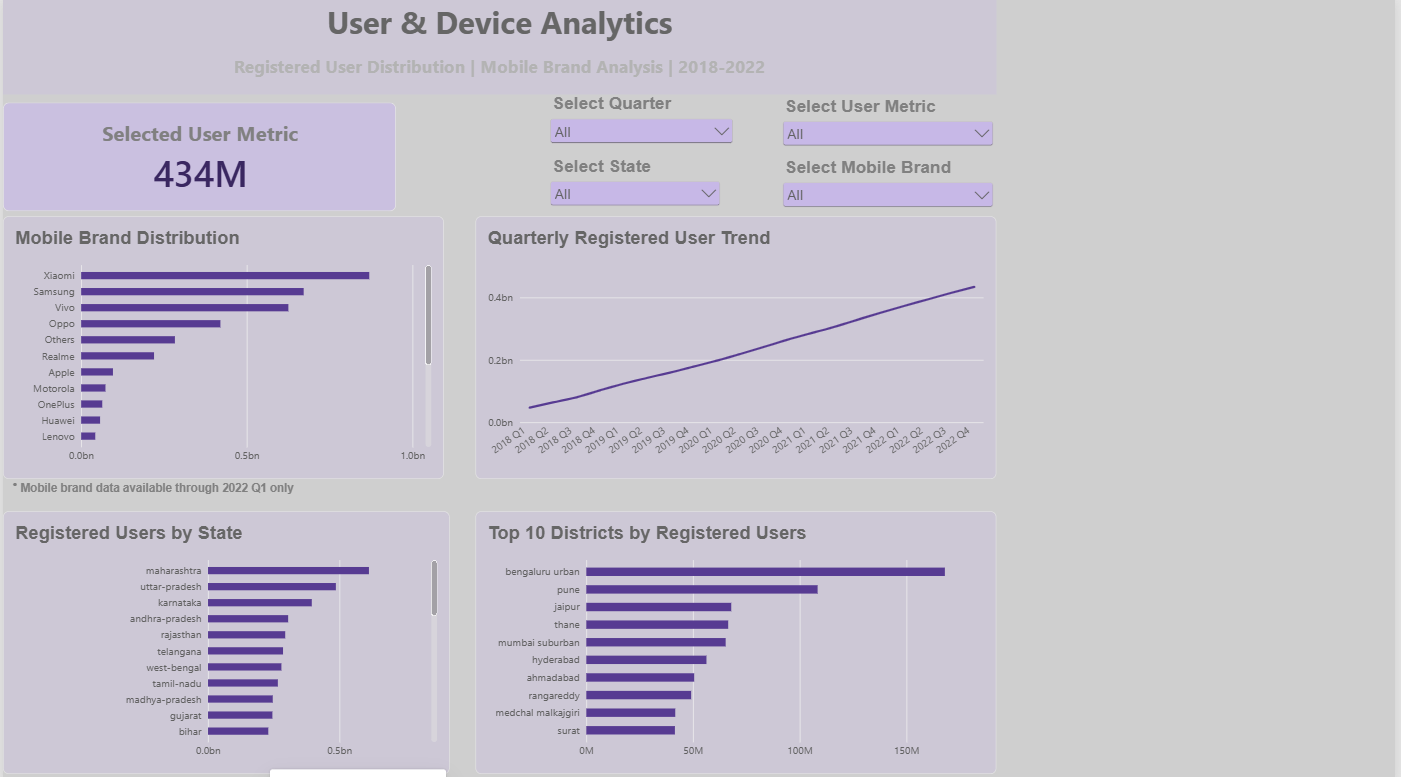 User & Device Analytics
Registered User Distribution | Mobile Brand Analysis | 2018-2022
Selected User Metric
434M
Select Quarter
All
Select User Metric
All
Select State
All
Select Mobile Brand
All
Mobile Brand Distribution
Xiaomi
Samsung
Vivo
Oppo
Others
Realme
Apple
Motorola
OnePlus
Huawei
Lenovo
0.0bn 0.5bn 1.0bn
* Mobile brand data available through 2022 Q1 only
Quarterly Registered User Trend
0.4bn
0.2bn
0.0bn
2018 Q1 2018 Q2 2018 Q3 2018 Q4 2019 Q1 2019 Q2 2019 Q3 2019 Q4 2020 Q1 2020 Q2 2020 Q3 2020 Q4 2021 Q1 2021 Q2 2021 Q3 2021 Q4 2022 Q1 2022 Q2 2022 Q3 2022 Q4
Registered Users by State
maharashtra
uttar-pradesh
karnataka
andhra-pradesh
rajasthan
telangana
west-bengal
tamil-nadu
madhya-pradesh
gujarat
bihar
0.0bn 0.5bn
Top 10 Districts by Registered Users
bengaluru urban
pune
jaipur
thane
mumbai suburban
hyderabad
ahmadabad
rangareddy
medchal malkajgiri
surat
0M 50M 100M 150M